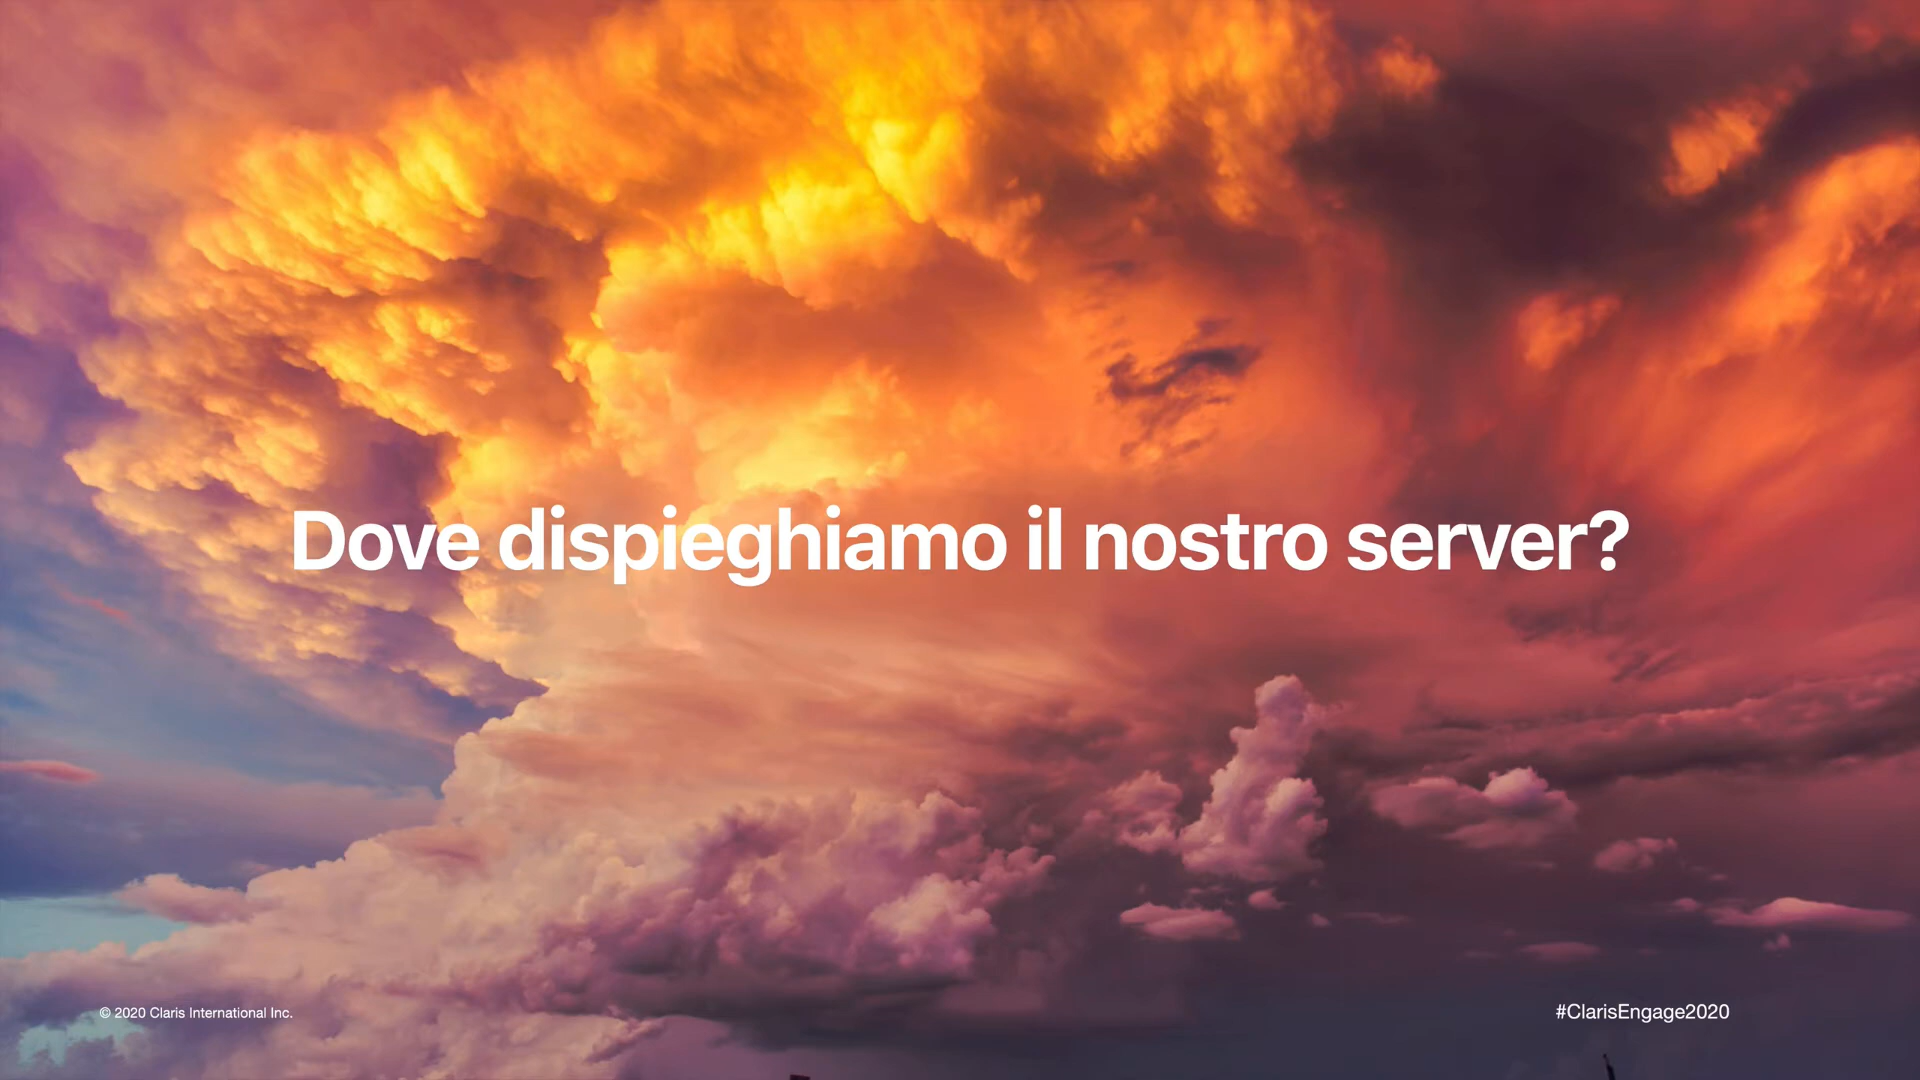 Dove dispieghiamo il nostro server?
© 2020 Claris International Inc.
#ClarisEngage2020